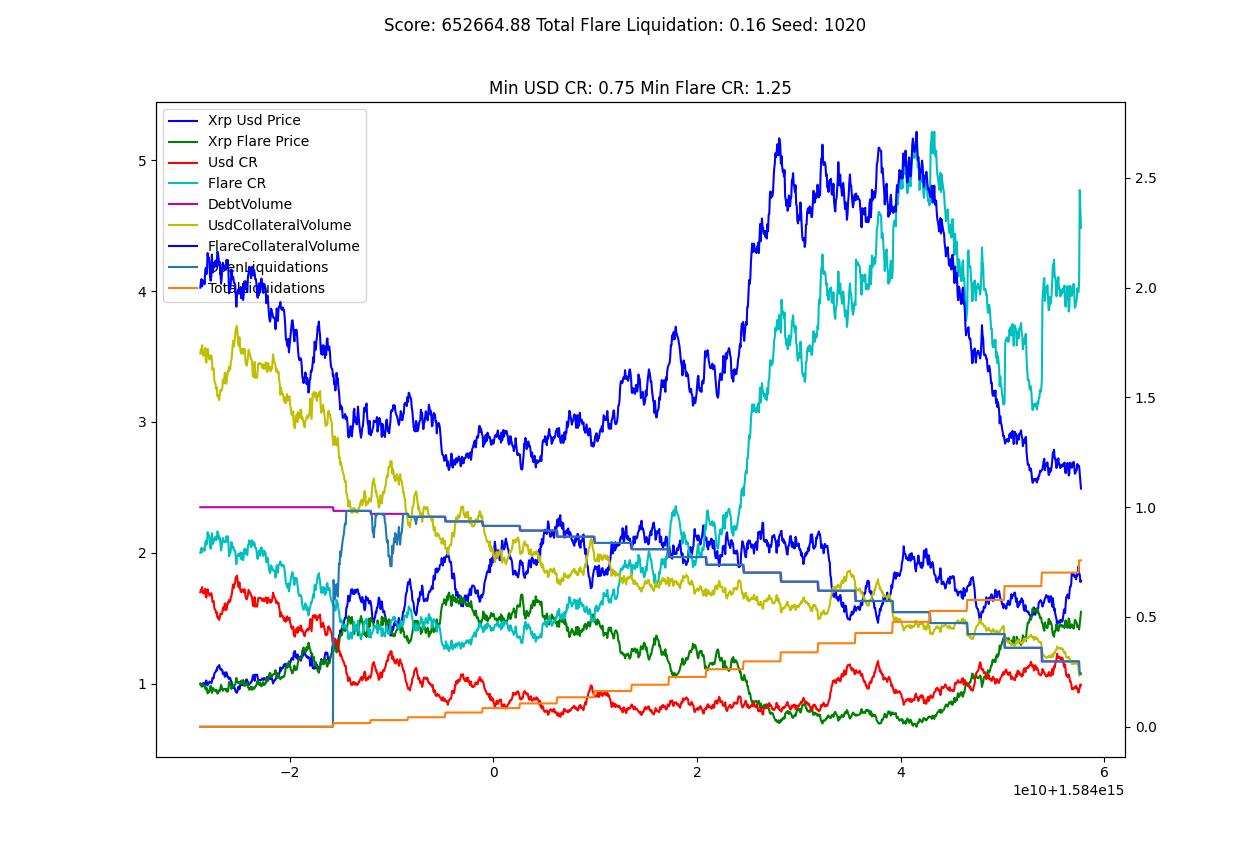 Score: 652664.88 Total Flare Liquidation: 0.16 Seed: 1020
Min USD CR: 0.75 Min Flare CR: 1.25
Xrp Usd Price
Xrp Flare Price
Usd CR
Flare CR
DebtVolume
UsdCollateralVolume
FlareCollateralVolume
OpenLiquidations
TotalLiquidations
5
4
3
2
1
2.5
2.0
1.5
1.0
0.5
0.0
−2 0 2 4 6
1e10+1.584e15